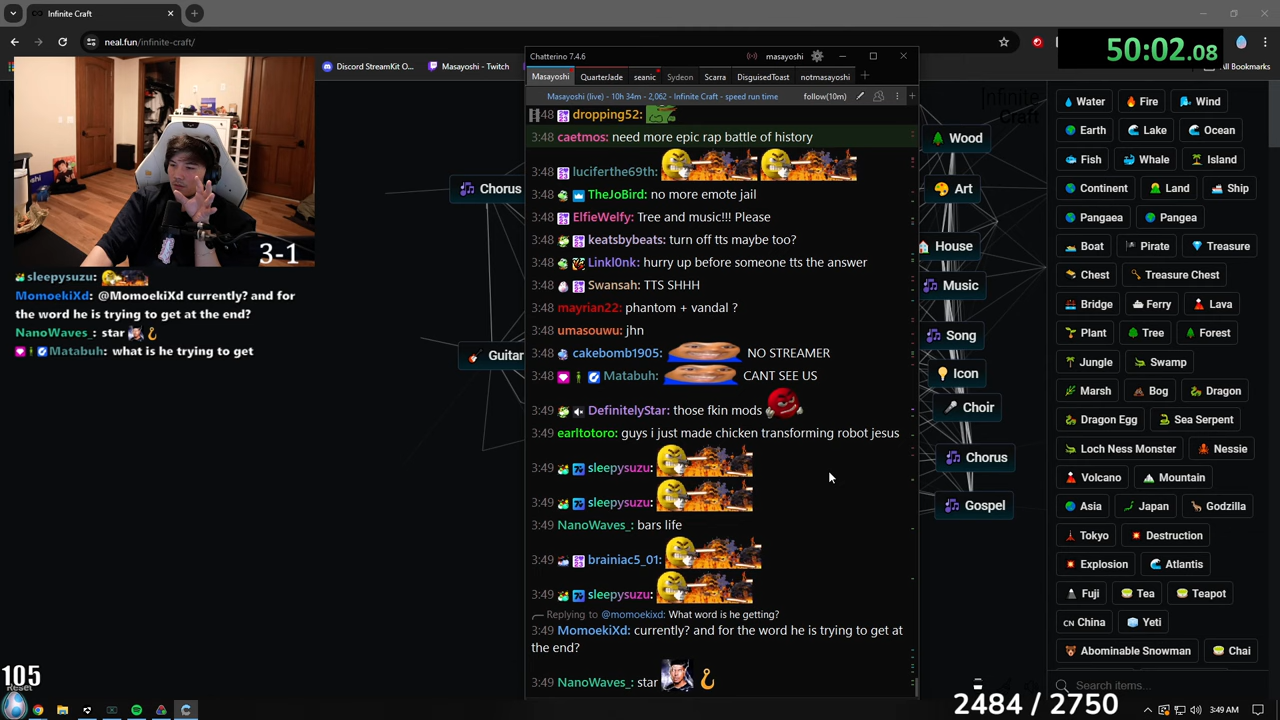 Infinite Craft
neal.fun/infinite-craft/
50:02.08
Discord StreamKit O...
Masayoshi - Twitch
All Bookmarks
3-1
sleepysuzu:
MomoekiXd: @MomoekiXd currently? and for
the word he is trying to get at the end?
NanoWaves_: star
Matabuh: what is he trying to get
Chatterino 7.4.6
masayoshi
Masayoshi QuarterJade seanic Sydeon Scarra DisguisedToast notmasayoshi
Masayoshi (live) - 10h 34m - 2,062 - Infinite Craft - speed run time
follow(10m)
3:48 dropping52:
3:48 caetmos: need more epic rap battle of history
3:48 luciferthe69th:
3:48 TheJoBird: no more emote jail
3:48 ElfieWelfy: Tree and music!!! Please
3:48 keatsbybeats: turn off tts maybe too?
3:48 Linkl0nk: hurry up before someone tts the answer
3:48 Swansah: TTS SHHH
3:48 mayrian22: phantom + vandal ?
3:48 umasouwu: jhn
3:48 cakebomb1905: NO STREAMER
3:48 Matabuh: CANT SEE US
3:49 DefinitelyStar: those fkin mods
3:49 earltotoro: guys i just made chicken transforming robot jesus
3:49 sleepysuzu:
3:49 sleepysuzu:
3:49 NanoWaves_: bars life
3:49 brainiac5_01:
3:49 sleepysuzu:
Replying to @momoekixd: What word is he getting?
3:49 MomoekiXd: currently? and for the word he is trying to get at
the end?
3:49 NanoWaves_: star
Chorus
Guitar
Infinite
Craft
Wood
Art
House
Music
Song
Icon
Choir
Chorus
Gospel
Water Fire Wind
Earth Lake Ocean
Fish Whale Island
Continent Land Ship
Pangaea Pangea
Boat Pirate Treasure
Chest Treasure Chest
Bridge Ferry Lava
Plant Tree Forest
Jungle Swamp
Marsh Bog Dragon
Dragon Egg Sea Serpent
Loch Ness Monster Nessie
Volcano Mountain
Asia Japan Godzilla
Tokyo Destruction
Explosion Atlantis
Fuji Tea Teapot
CN China Yeti
Abominable Snowman Chai
Search items...
105
Reset
2484 / 2750
3:49 AM